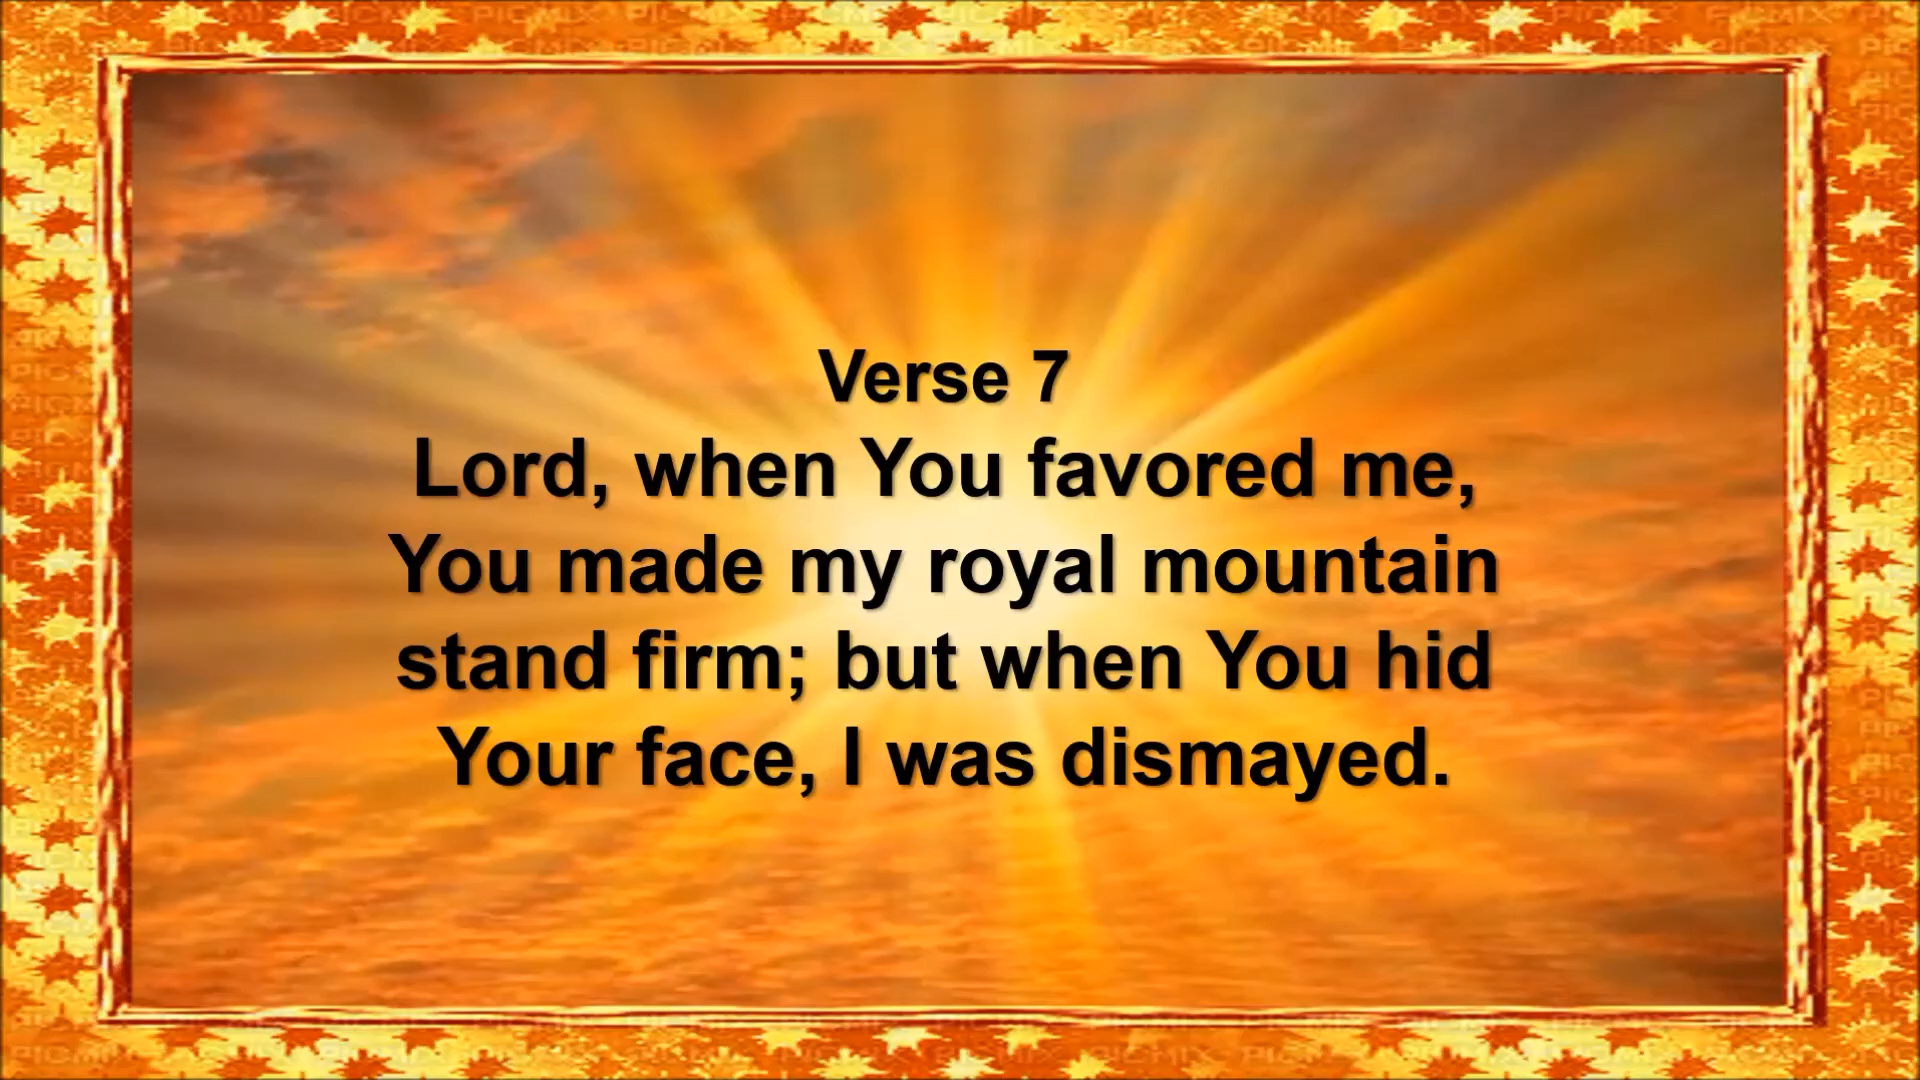 Verse 7
Lord, when You favored me,
You made my royal mountain
stand firm; but when You hid
Your face, I was dismayed.